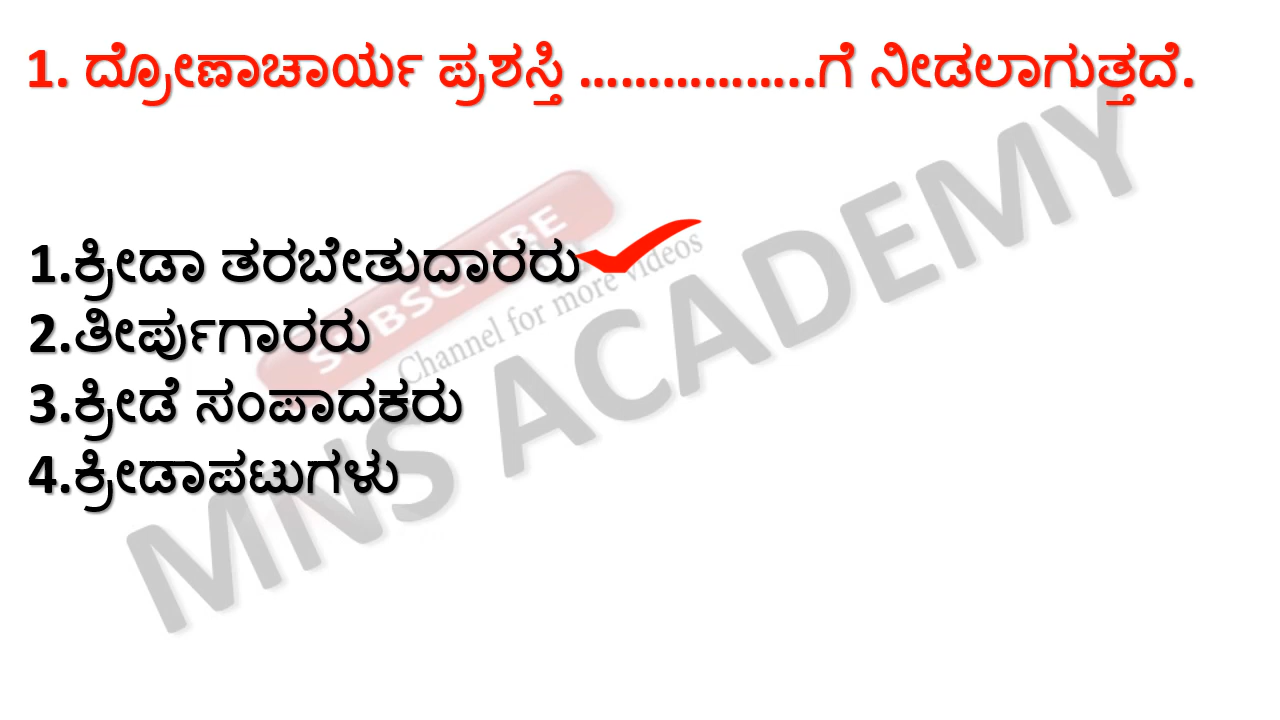 1. ದ್ರೋಣಾಚಾರ್ಯ ಪ್ರಶಸ್ತಿ ……………..ಗೆ ನೀಡಲಾಗುತ್ತದೆ.
1.ಕ್ರೀಡಾ ತರಬೇತುದಾರರು
2.ತೀರ್ಪುಗಾರರು
3.ಕ್ರೀಡೆ ಸಂಪಾದಕರು
4.ಕ್ರೀಡಾಪಟುಗಳು
SUBSCRIBE
Channel for more videos
MNS ACADEMY